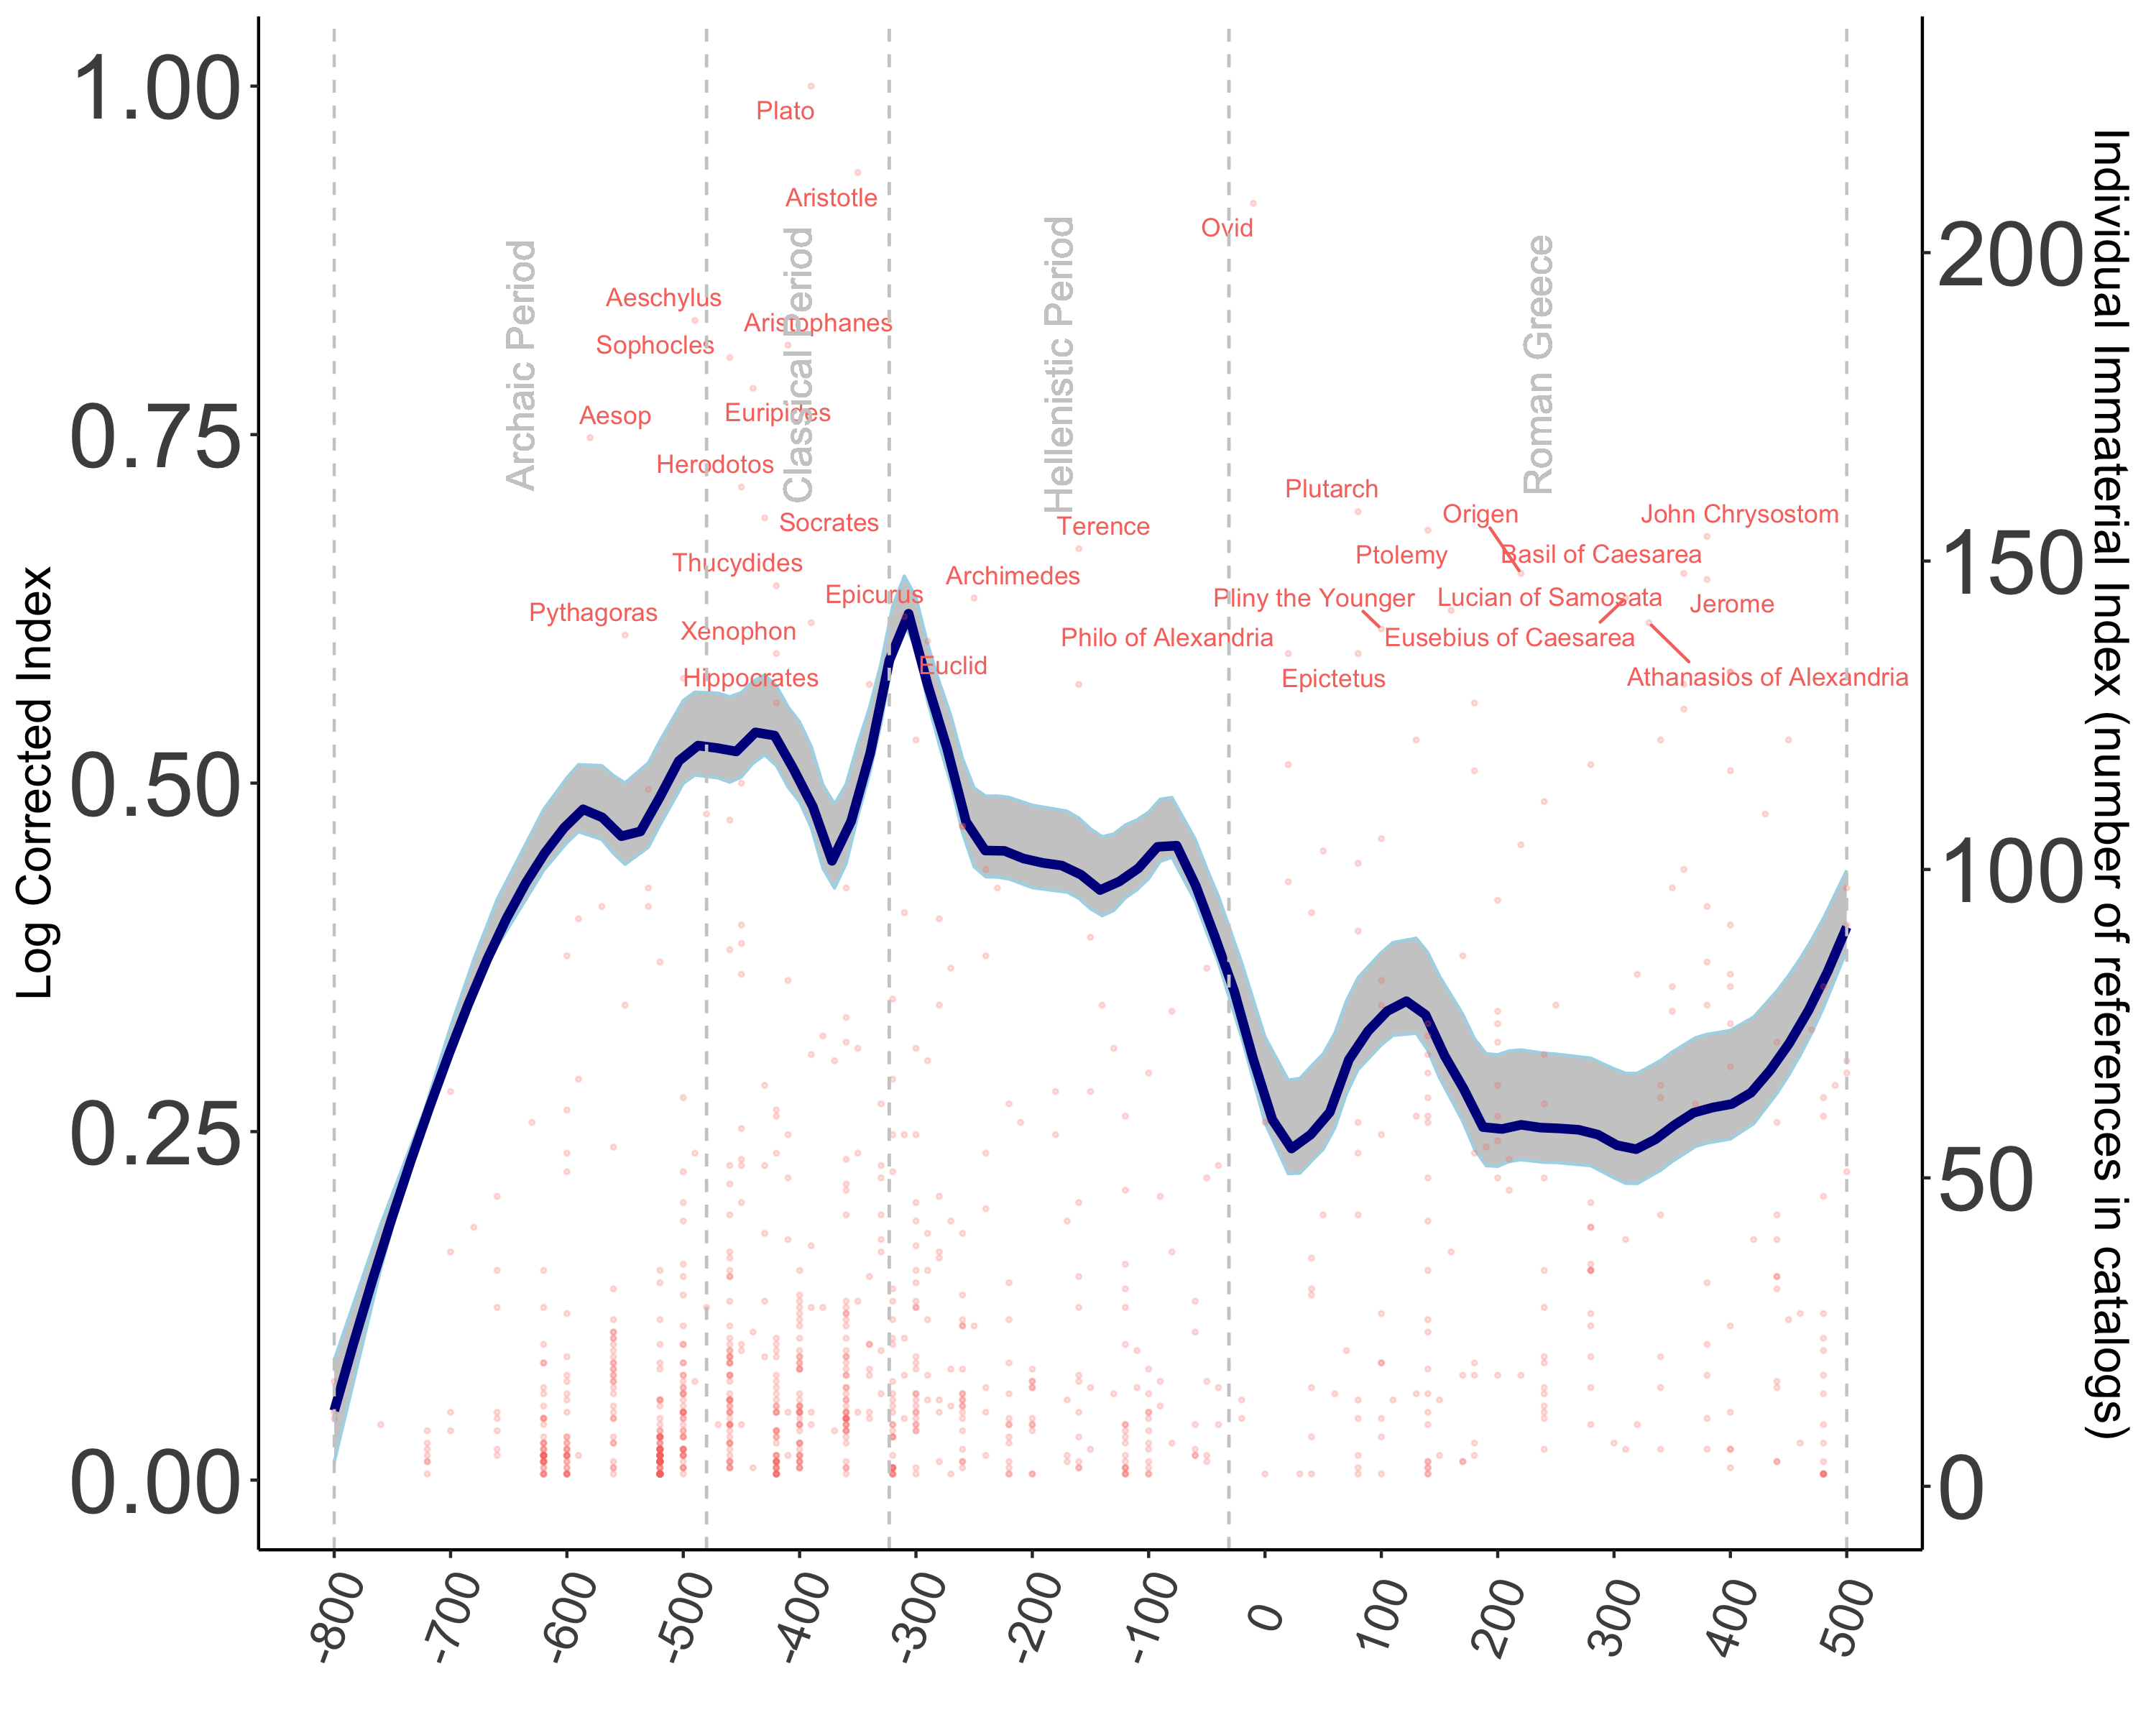 1.00
0.75
0.50
0.25
0.00
Log Corrected Index
200
150
100
50
0
Individual Immaterial Index (number of references in catalogs)
-800
-700
-600
-500
-400
-300
-200
-100
0
100
200
300
400
500
Archaic Period
Classical Period
Hellenistic Period
Roman Greece
Plato
Aristotle
Ovid
Aeschylus
Aristophanes
Sophocles
Aesop
Euripides
Herodotos
Plutarch
Socrates
Terence
Origen
John Chrysostom
Thucydides
Ptolemy
Basil of Caesarea
Archimedes
Epicurus
Pliny the Younger
Lucian of Samosata
Jerome
Pythagoras
Xenophon
Philo of Alexandria
Eusebius of Caesarea
Euclid
Hippocrates
Epictetus
Athanasios of Alexandria